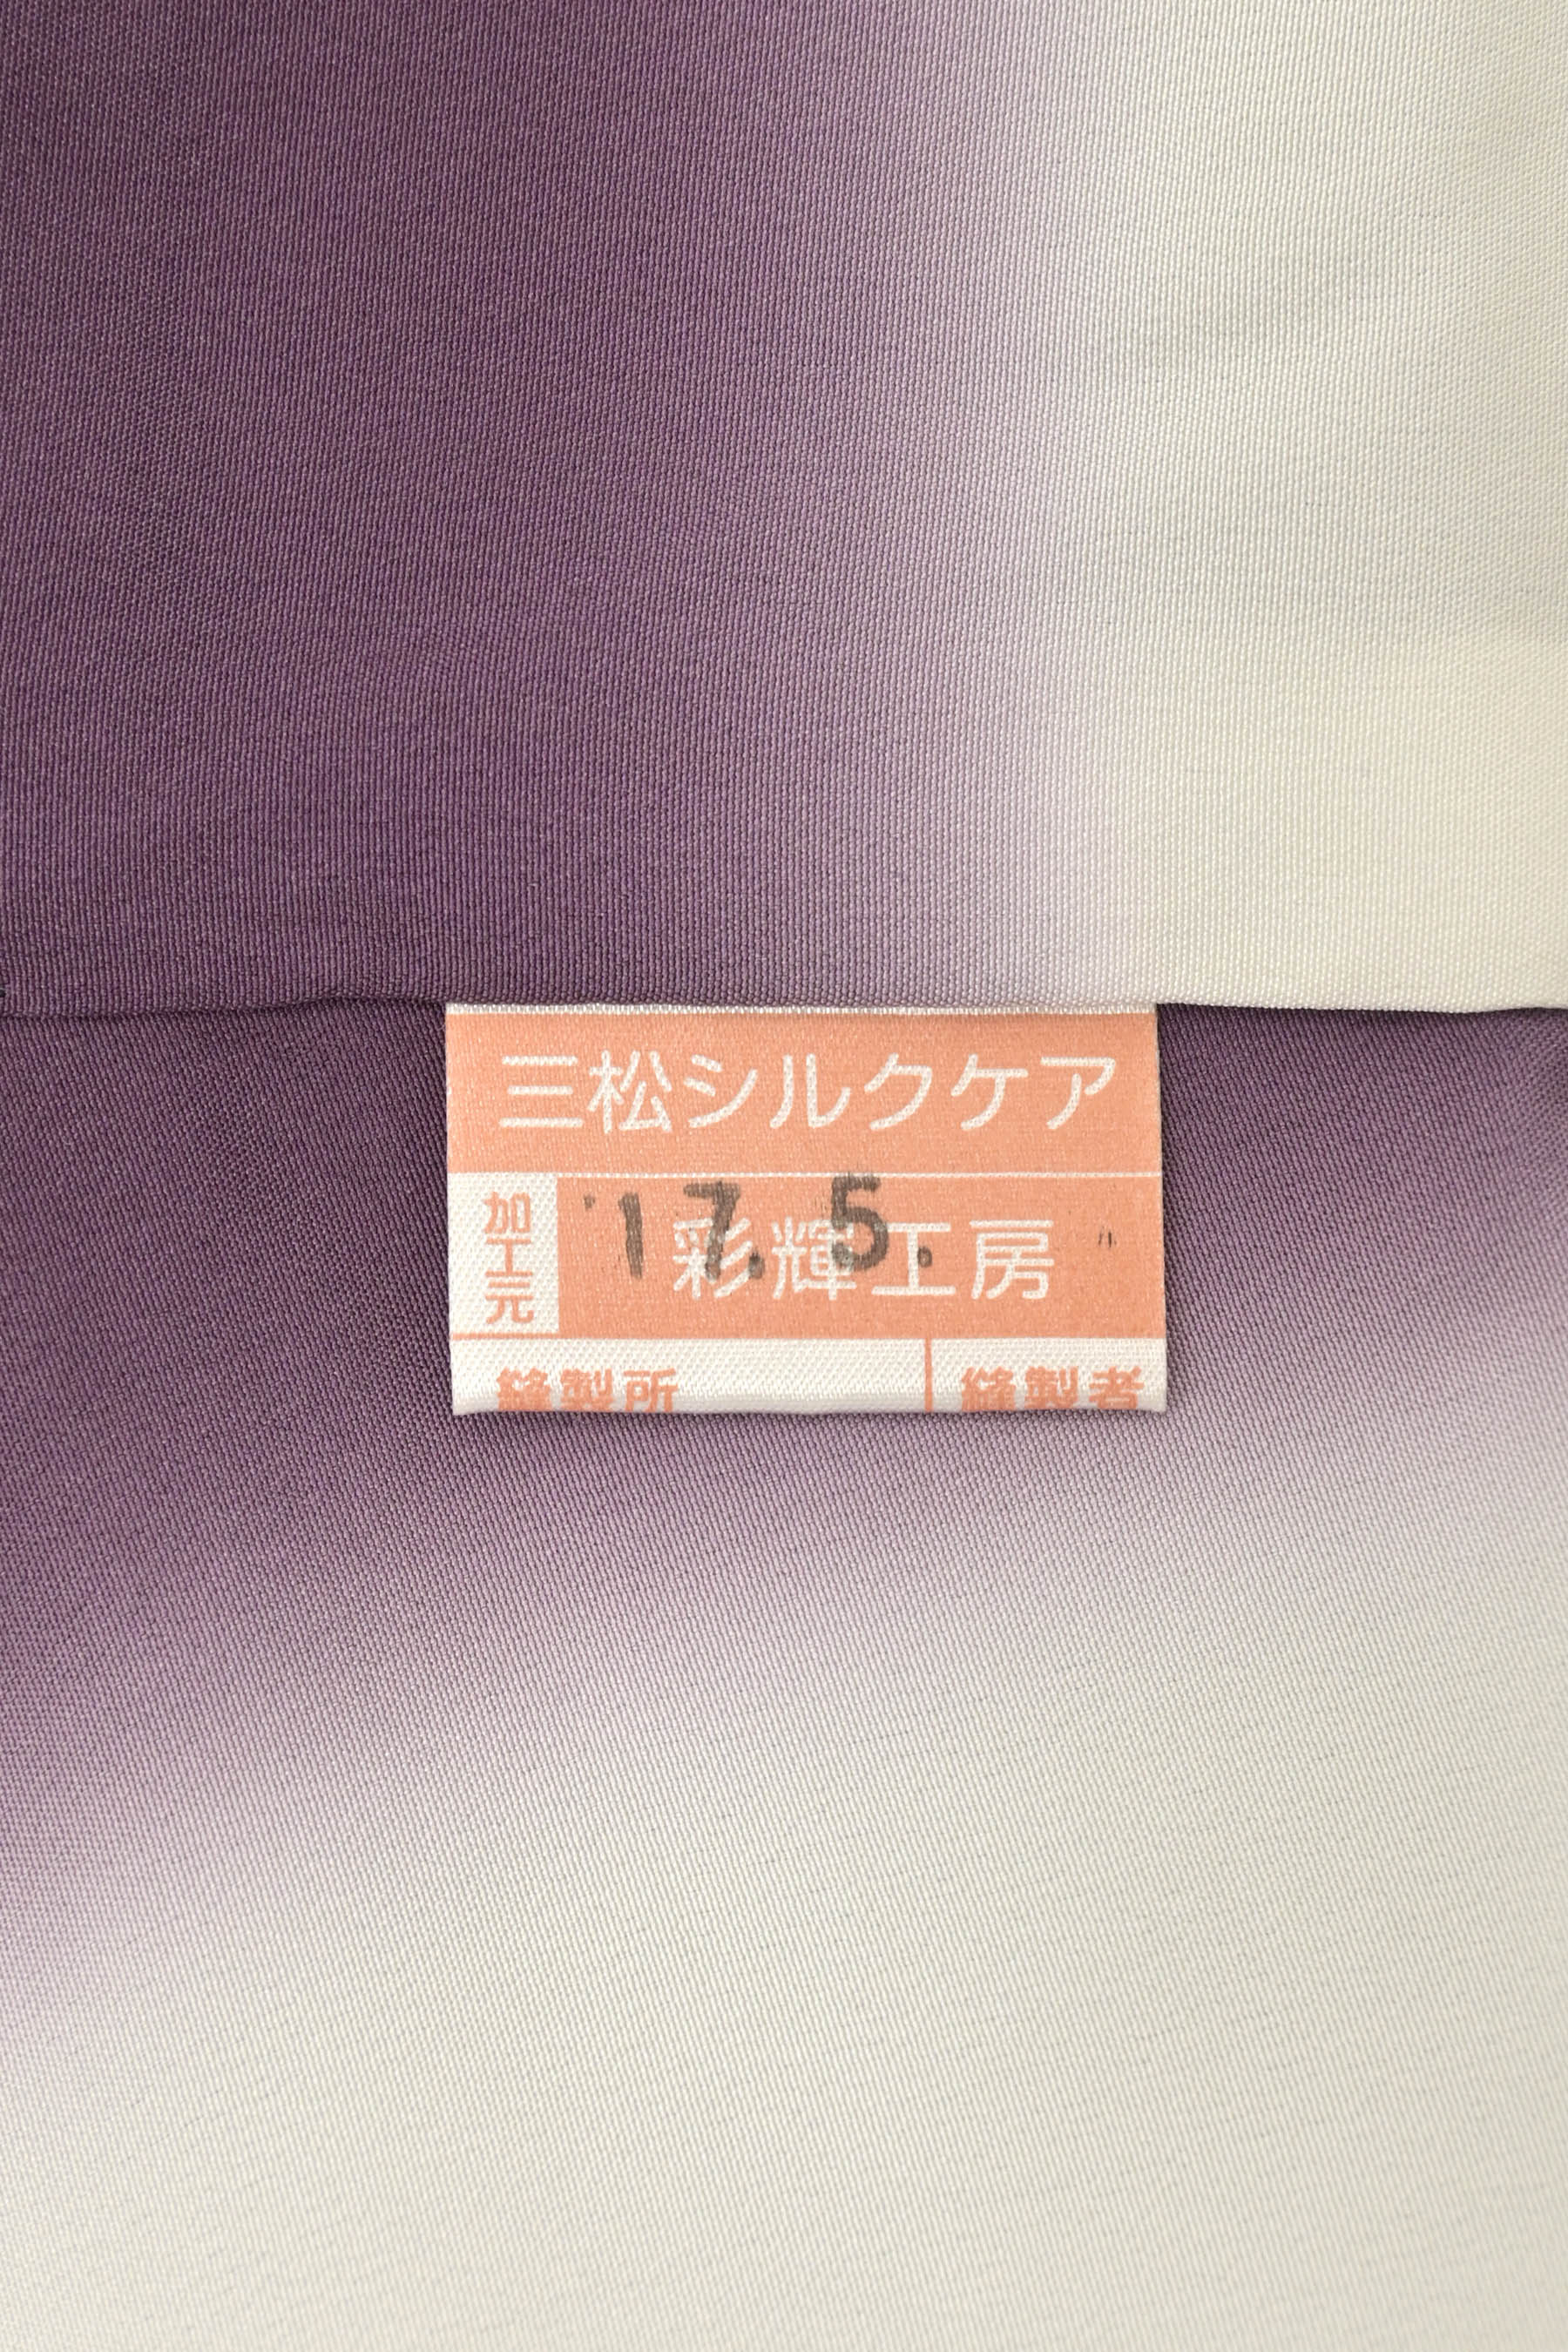 三松シルクケア
加工元
彩輝工房
'17.5.
縫製所 縫製者